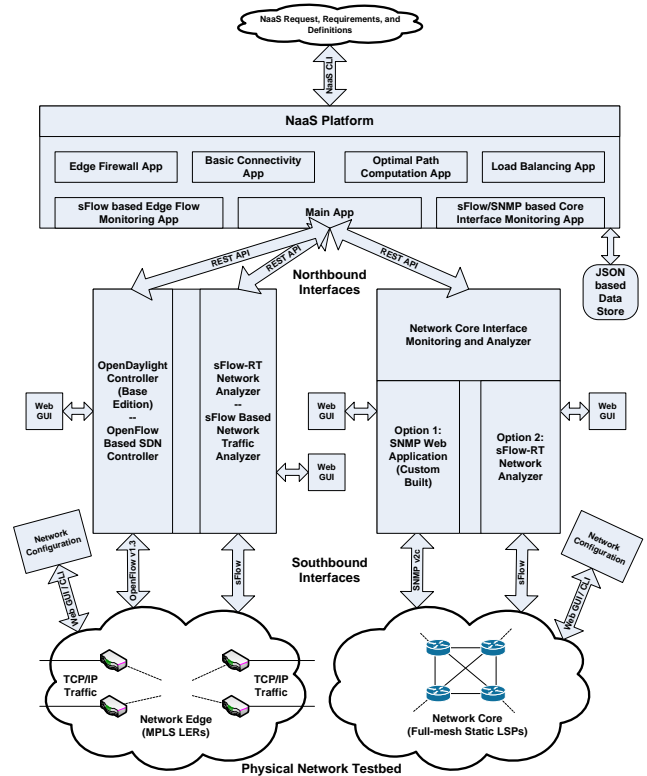 NaaS Request, Requirements, and
Definitions
NaaS CLI
NaaS Platform
Edge Firewall App
Basic Connectivity
App
Optimal Path
Computation App
Load Balancing App
sFlow based Edge Flow
Monitoring App
Main App
sFlow/SNMP based Core
Interface Monitoring App
REST API
REST API
REST API
Northbound
Interfaces
JSON
based
Data
Store
OpenDaylight
Controller
(Base
Edition)
--
OpenFlow
Based SDN
Controller
sFlow-RT
Network
Analyzer
--
sFlow Based
Network
Traffic
Analyzer
Network Core Interface
Monitoring and Analyzer
Option 1:
SNMP Web
Application
(Custom
Built)
Option 2:
sFlow-RT
Network
Analyzer
Web
GUI
Web
GUI
Web
GUI
Web
GUI
Network
Configuration
Web GUI / CLI
OpenFlow v1.3
sFlow
Southbound
Interfaces
SNMP v2c
sFlow
Web GUI / CLI
Network
Configuration
TCP/IP
Traffic
TCP/IP
Traffic
Network Edge
(MPLS LERs)
Network Core
(Full-mesh Static LSPs)
Physical Network Testbed